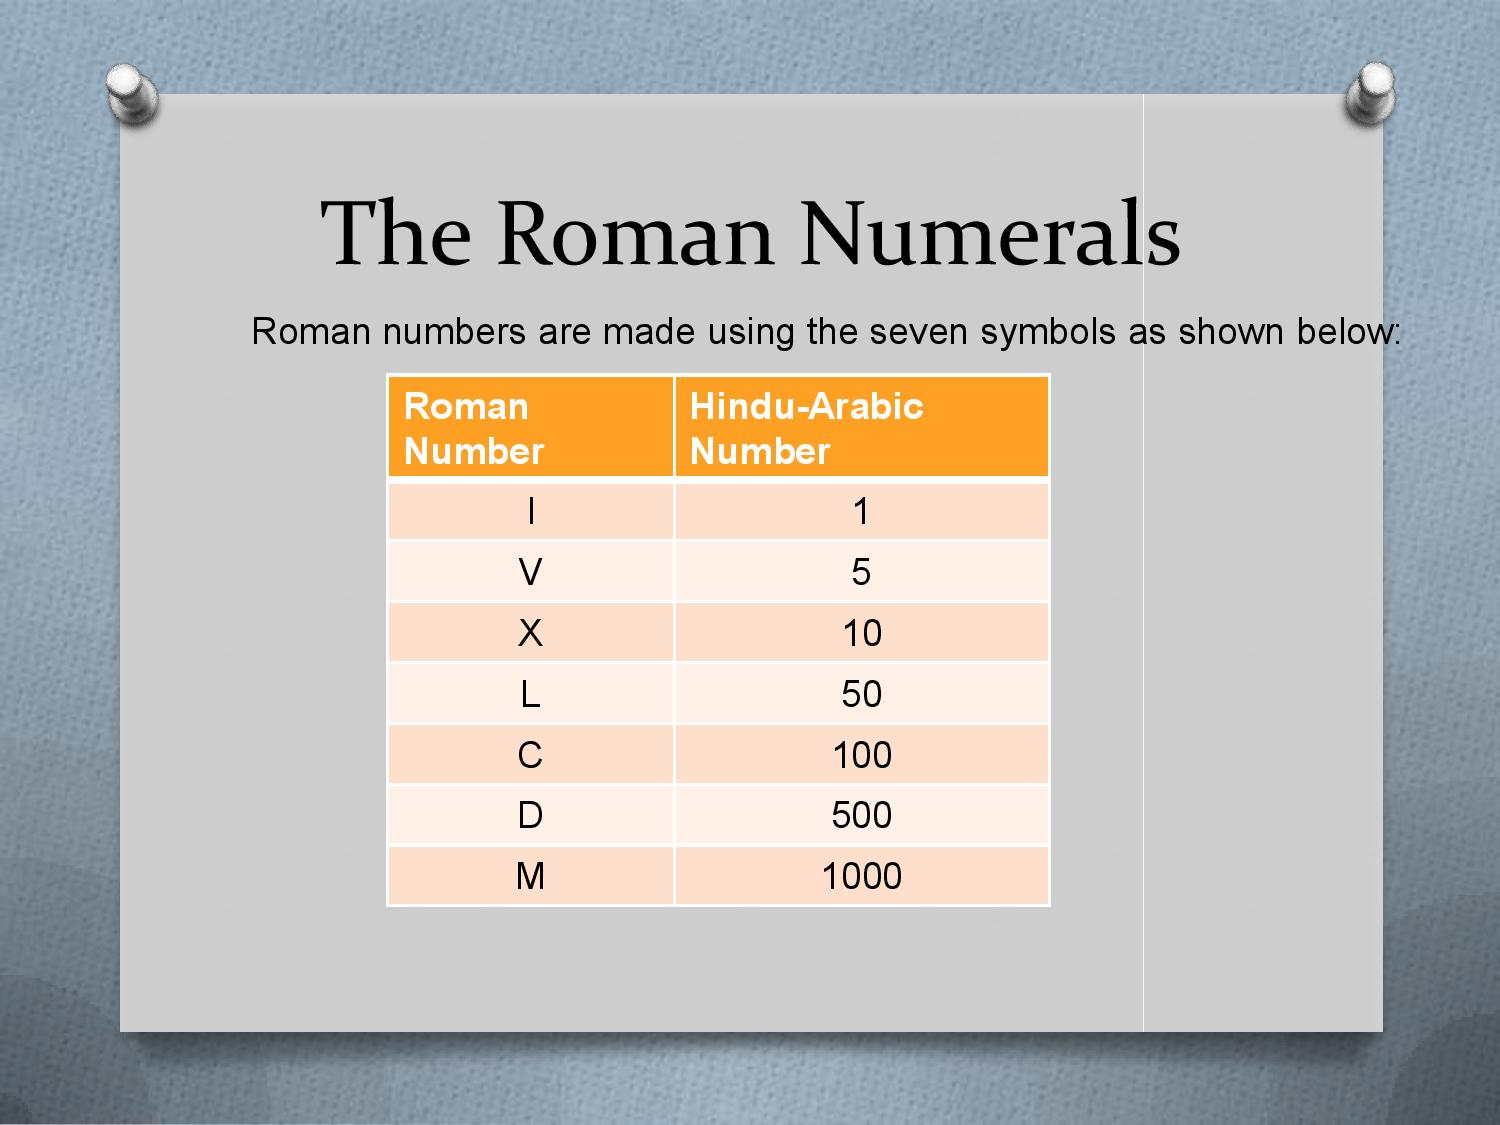 The Roman Numerals
Roman numbers are made using the seven symbols as shown below:
Roman Number Hindu-Arabic Number
I 1
V 5
X 10
L 50
C 100
D 500
M 1000